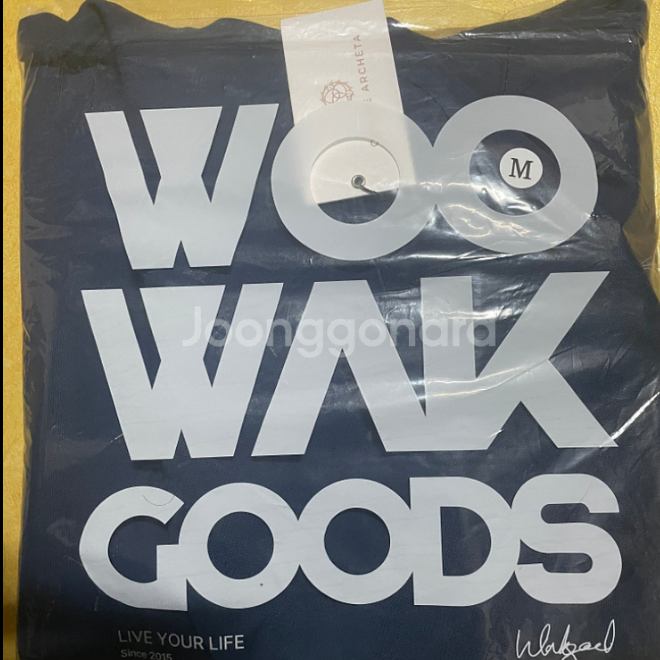 E ARCHETA
WOO
M
WAK
Joonggonara
GOODS
LIVE YOUR LIFE
Since 2015